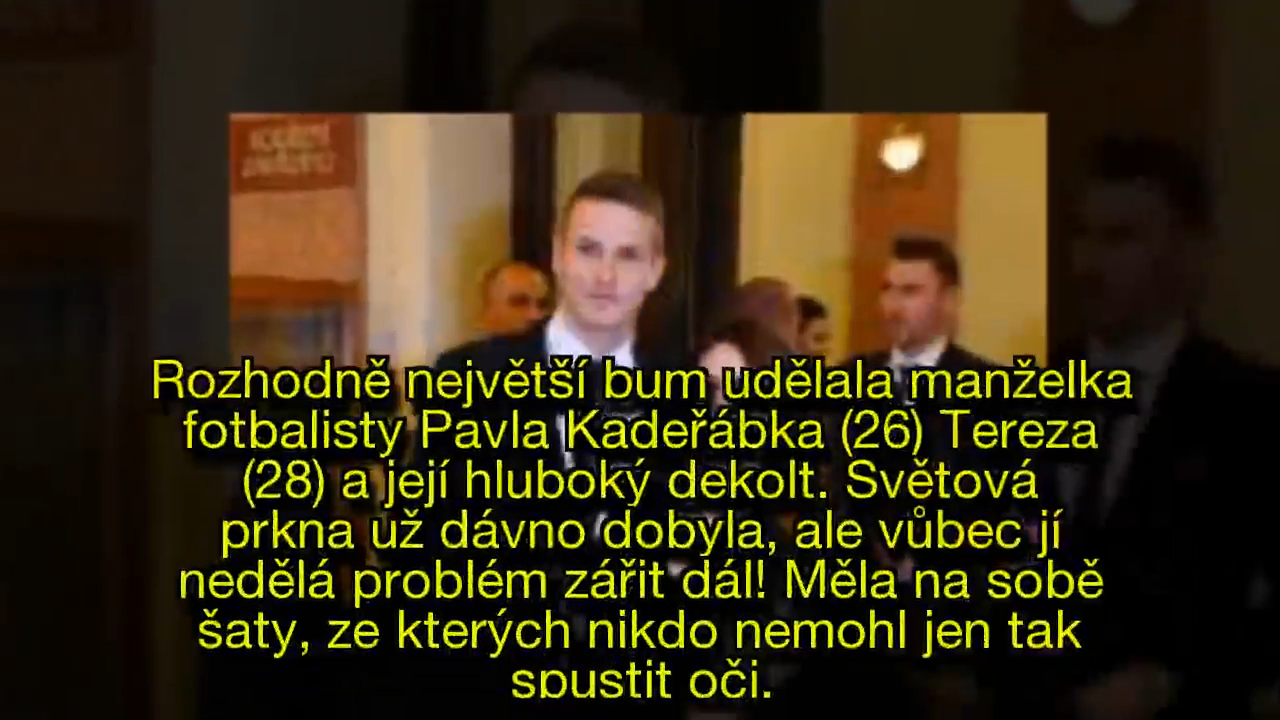 Rozhodně největší bum udělala manželka
fotbalisty Pavla Kadeřábka (26) Tereza
(28) a její hluboký dekolt. Světová
prkna už dávno dobyla, ale vůbec jí
nedělá problém zářit dál! Měla na sobě
šaty, ze kterých nikdo nemohl jen tak
spustit oči.